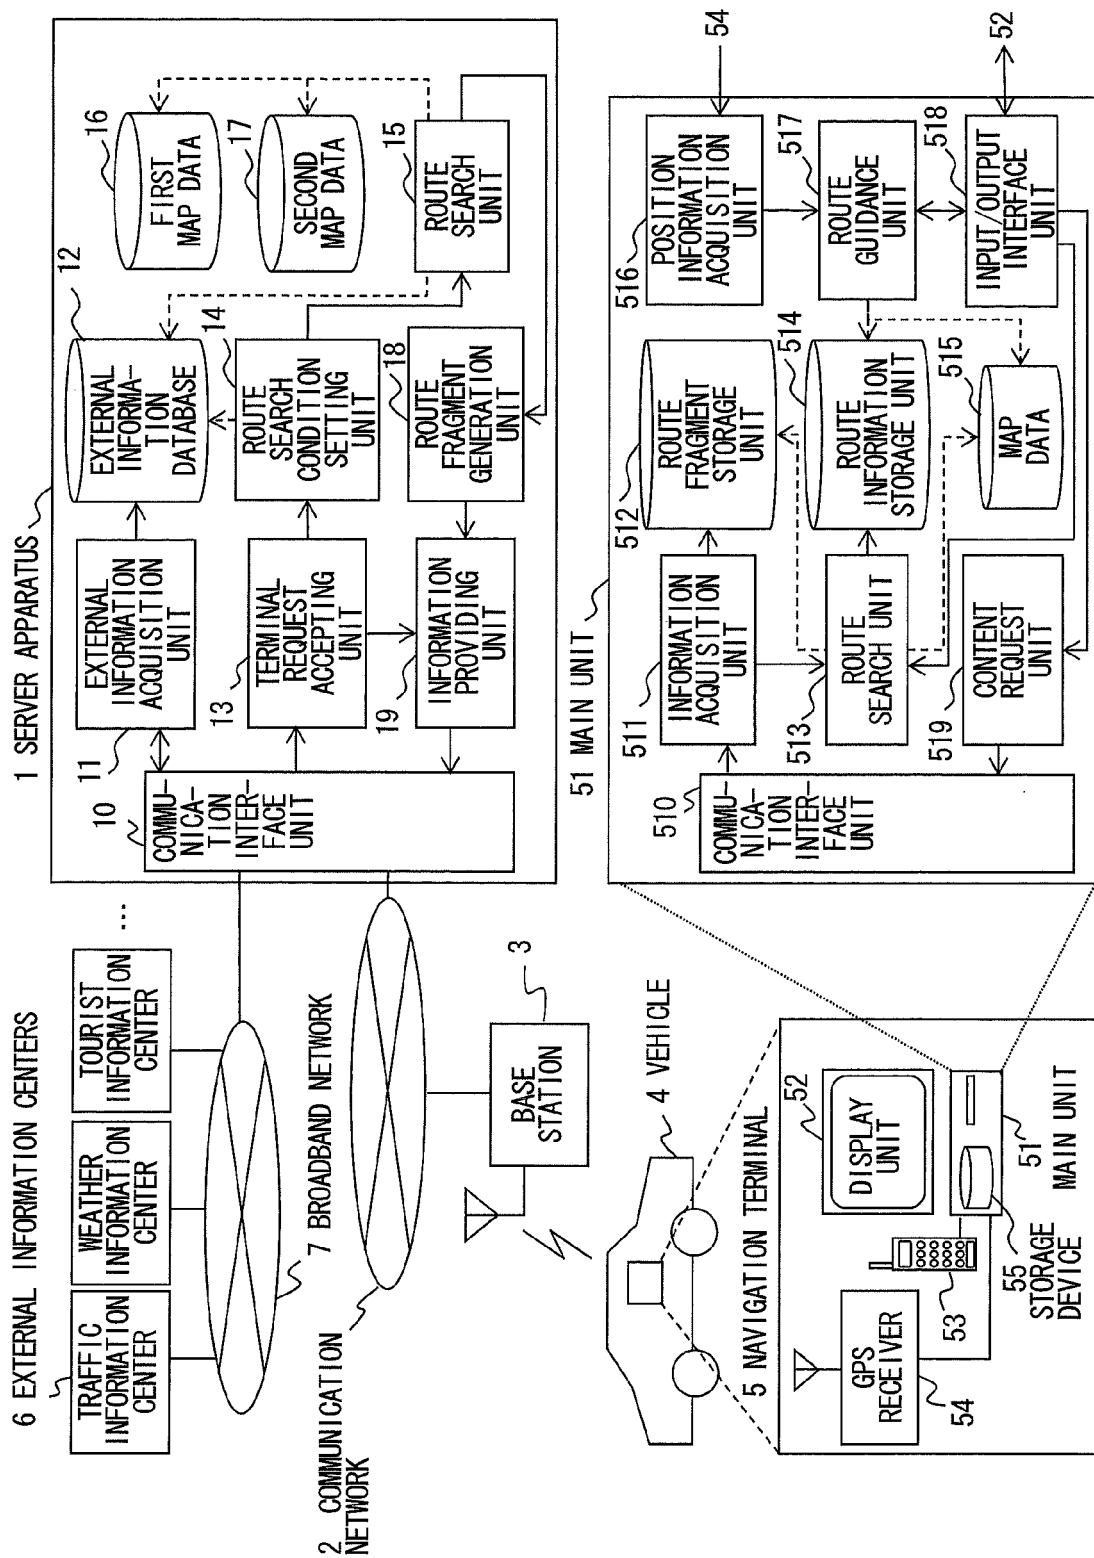 6 EXTERNAL INFORMATION CENTERS
TRAFFIC
INFORMATION
CENTER
WEATHER
INFORMATION
CENTER
TOURIST
INFORMATION
CENTER
...
7 BROADBAND NETWORK
2 COMMUNICATION
NETWORK
3
BASE
STATION
4 VEHICLE
5 NAVIGATION TERMINAL
GPS
RECEIVER
54
53
52
DISPLAY
UNIT
55
STORAGE
DEVICE
51
MAIN UNIT
1 SERVER APPARATUS
10
COMMU-
NICA-
TION
INTER-
FACE
UNIT
11
EXTERNAL
INFORMATION
ACQUISITION
UNIT
12
EXTERNAL
INFORMA-
TION
DATABASE
13
TERMINAL
REQUEST
ACCEPTING
UNIT
14
ROUTE
SEARCH
CONDITION
SETTING
UNIT
16
FIRST
MAP DATA
17
SECOND
MAP DATA
15
ROUTE
SEARCH
UNIT
19
INFORMATION
PROVIDING
UNIT
18
ROUTE
FRAGMENT
GENERATION
UNIT
51 MAIN UNIT
510
COMMU-
NICA-
TION
INTER-
FACE
UNIT
511
INFORMATION
ACQUISITION
UNIT
512
ROUTE
FRAGMENT
STORAGE
UNIT
516
POSITION
INFORMATION
ACQUISITION
UNIT
54
513
ROUTE
SEARCH UNIT
514
ROUTE
INFORMATION
STORAGE UNIT
517
ROUTE
GUIDANCE
UNIT
519
CONTENT
REQUEST
UNIT
515
MAP
DATA
518
INPUT/OUTPUT
INTERFACE
UNIT
52